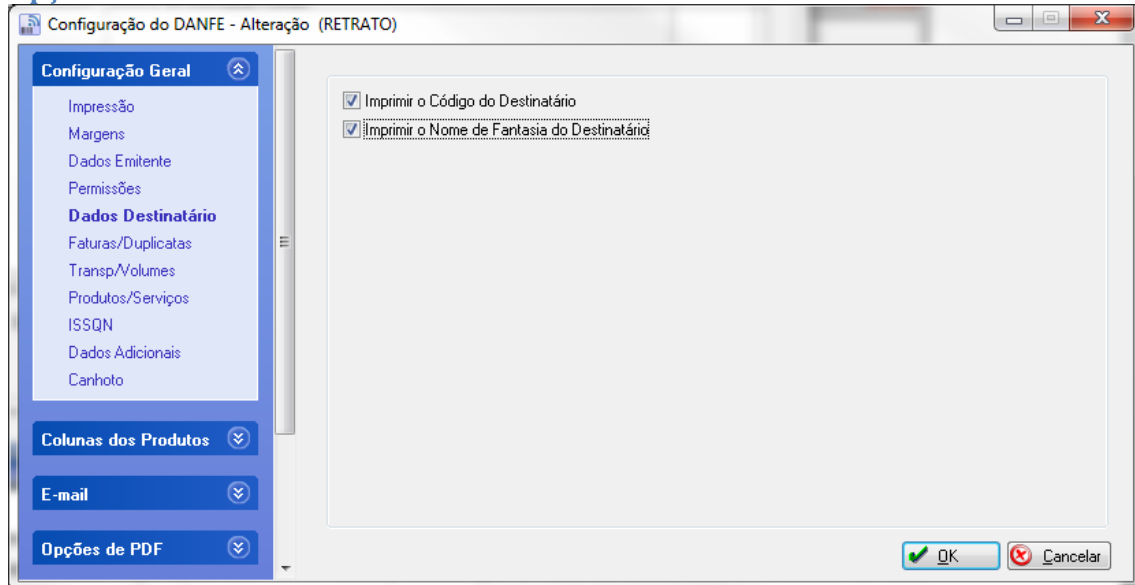 Configuração do DANFE - Alteração (RETRATO)
Configuração Geral
Impressão
Margens
Dados Emitente
Permissões
Dados Destinatário
Faturas/Duplicatas
Transp/Volumes
Produtos/Serviços
ISSQN
Dados Adicionais
Canhoto
Colunas dos Produtos
E-mail
Opções de PDF
Imprimir o Código do Destinatário
Imprimir o Nome de Fantasia do Destinatário
OK
Cancelar